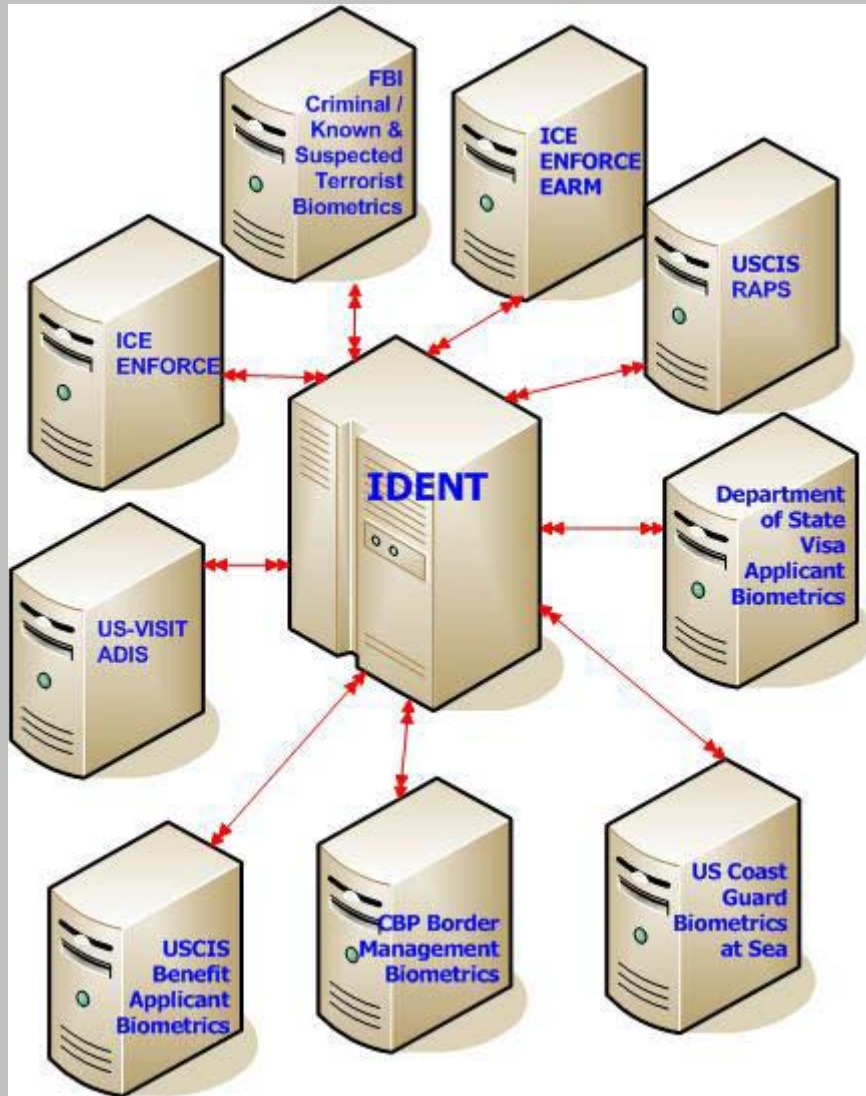 FBI
Criminal /
Known &
Suspected
Terrorist
Biometrics
ICE
ENFORCE
EARM
USCIS
RAPS
ICE
ENFORCE
IDENT
Department
of State
Visa
Applicant
Biometrics
US-VISIT
ADIS
USCIS
Benefit
Applicant
Biometrics
CBP Border
Management
Biometrics
US Coast
Guard
Biometrics
at Sea